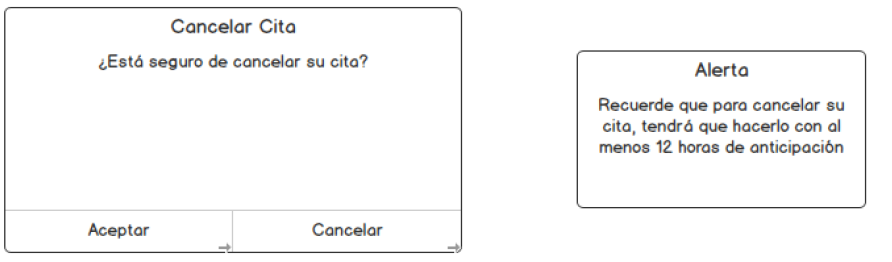 Cancelar Cita
¿Está seguro de cancelar su cita?
Aceptar
Cancelar
Alerta
Recuerde que para cancelar su
cita, tendrá que hacerlo con al
menos 12 horas de anticipación